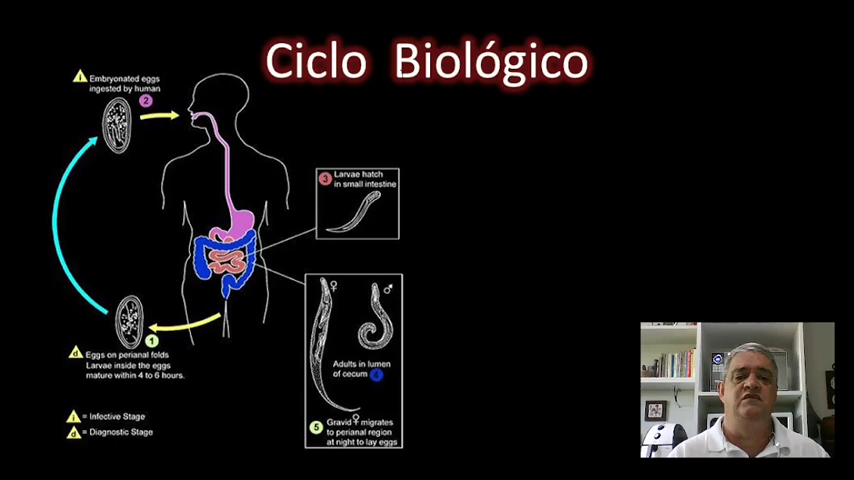 Ciclo Biológico
i
Embryonated eggs
ingested by human
2
3
Larvae hatch
in small intestine
1
d
Eggs on perianal folds
Larvae inside the eggs
mature within 4 to 6 hours.
♀
♂
Adults in lumen
of cecum 4
5
Gravid ♀ migrates
to perianal region
at night to lay eggs
i = Infective Stage
d = Diagnostic Stage